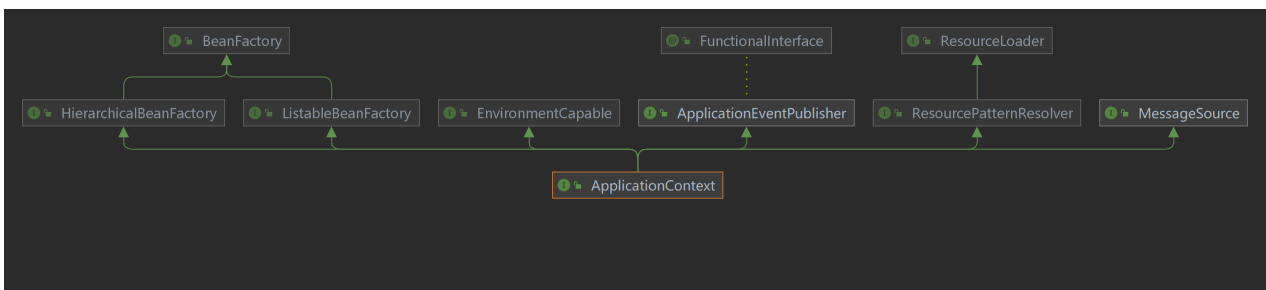 BeanFactory FunctionalInterface ResourceLoader
HierarchicalBeanFactory ListableBeanFactory EnvironmentCapable ApplicationEventPublisher ResourcePatternResolver MessageSource
ApplicationContext